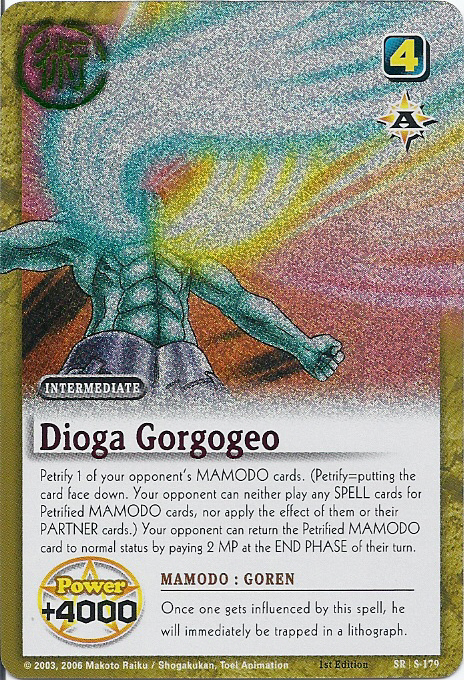 術
4
A
INTERMEDIATE
Dioga Gorgogeo
Petrify 1 of your opponent's MAMODO cards. (Petrify=putting the
card face down. Your opponent can neither play any SPELL cards for
Petrified MAMODO cards, nor apply the effect of them or their
PARTNER cards.) Your opponent can return the Petrified MAMODO
card to normal status by paying 2 MP at the END PHASE of their turn.
Power
+4000
MAMODO : GOREN
Once one gets influenced by this spell, he
will immediately be trapped in a lithograph.
© 2003, 2006 Makoto Raiku / Shogakukan, Toei Animation 1st Edition SR | S-179